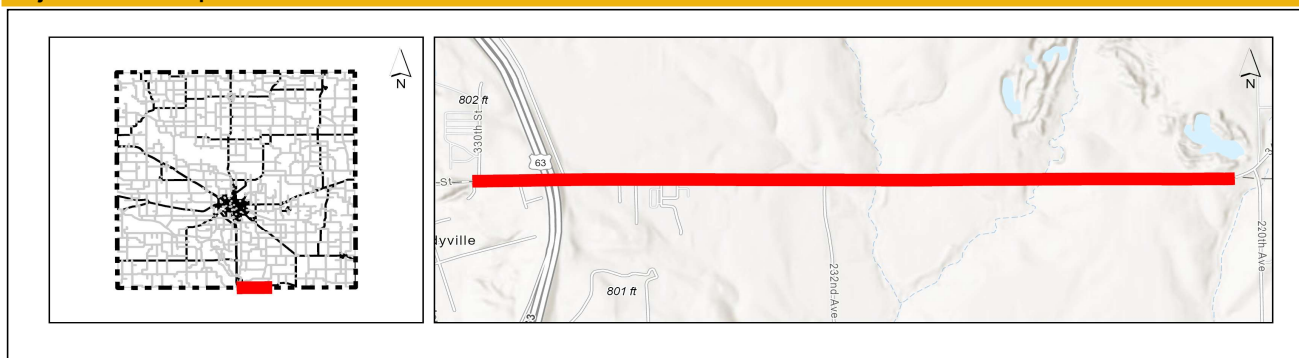 N
802 ft
330th St
63
St
dyville
801 ft
232nd Ave
220th Ave
N